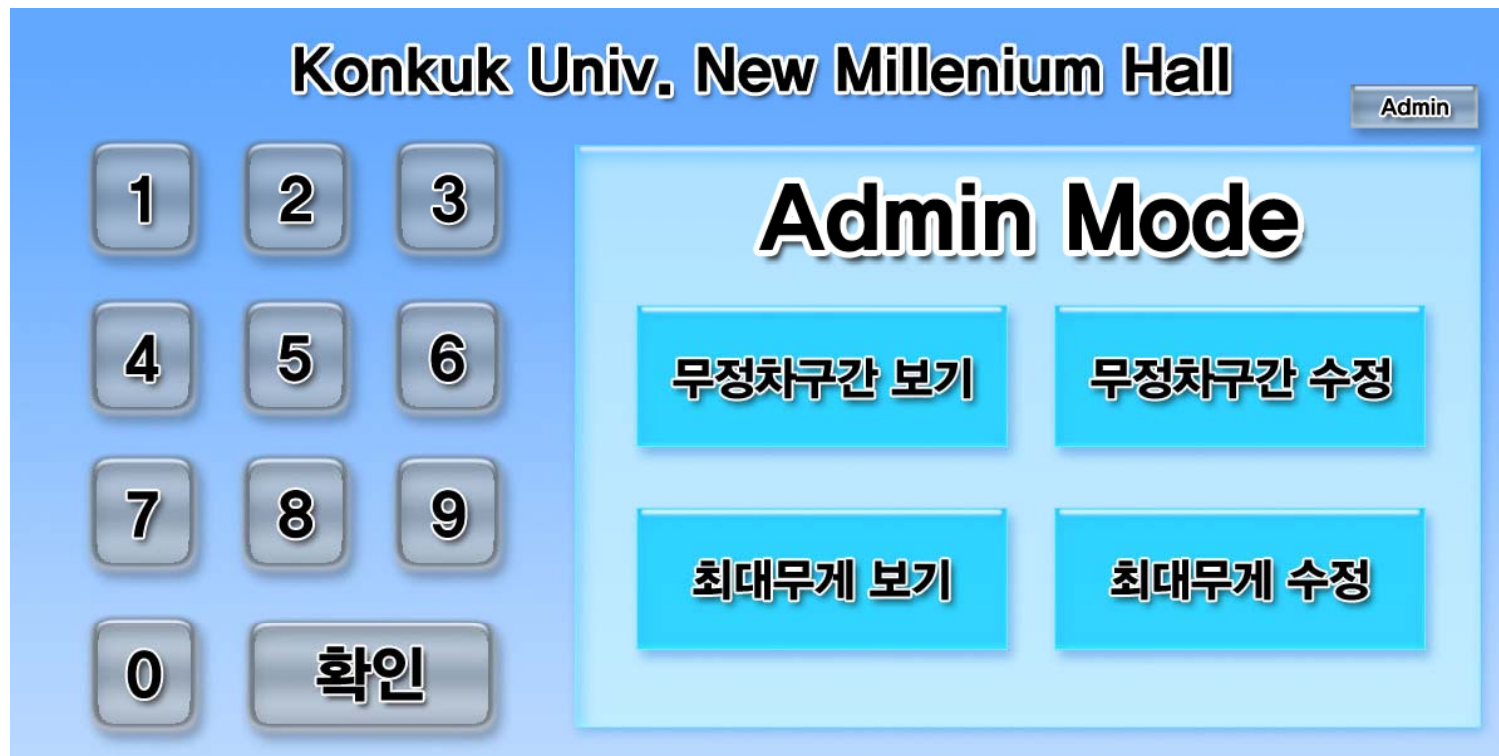 Konkuk Univ. New Millenium Hall
Admin
1 2 3
4 5 6
7 8 9
0 확인
Admin Mode
무정차구간 보기 무정차구간 수정
최대무게 보기 최대무게 수정